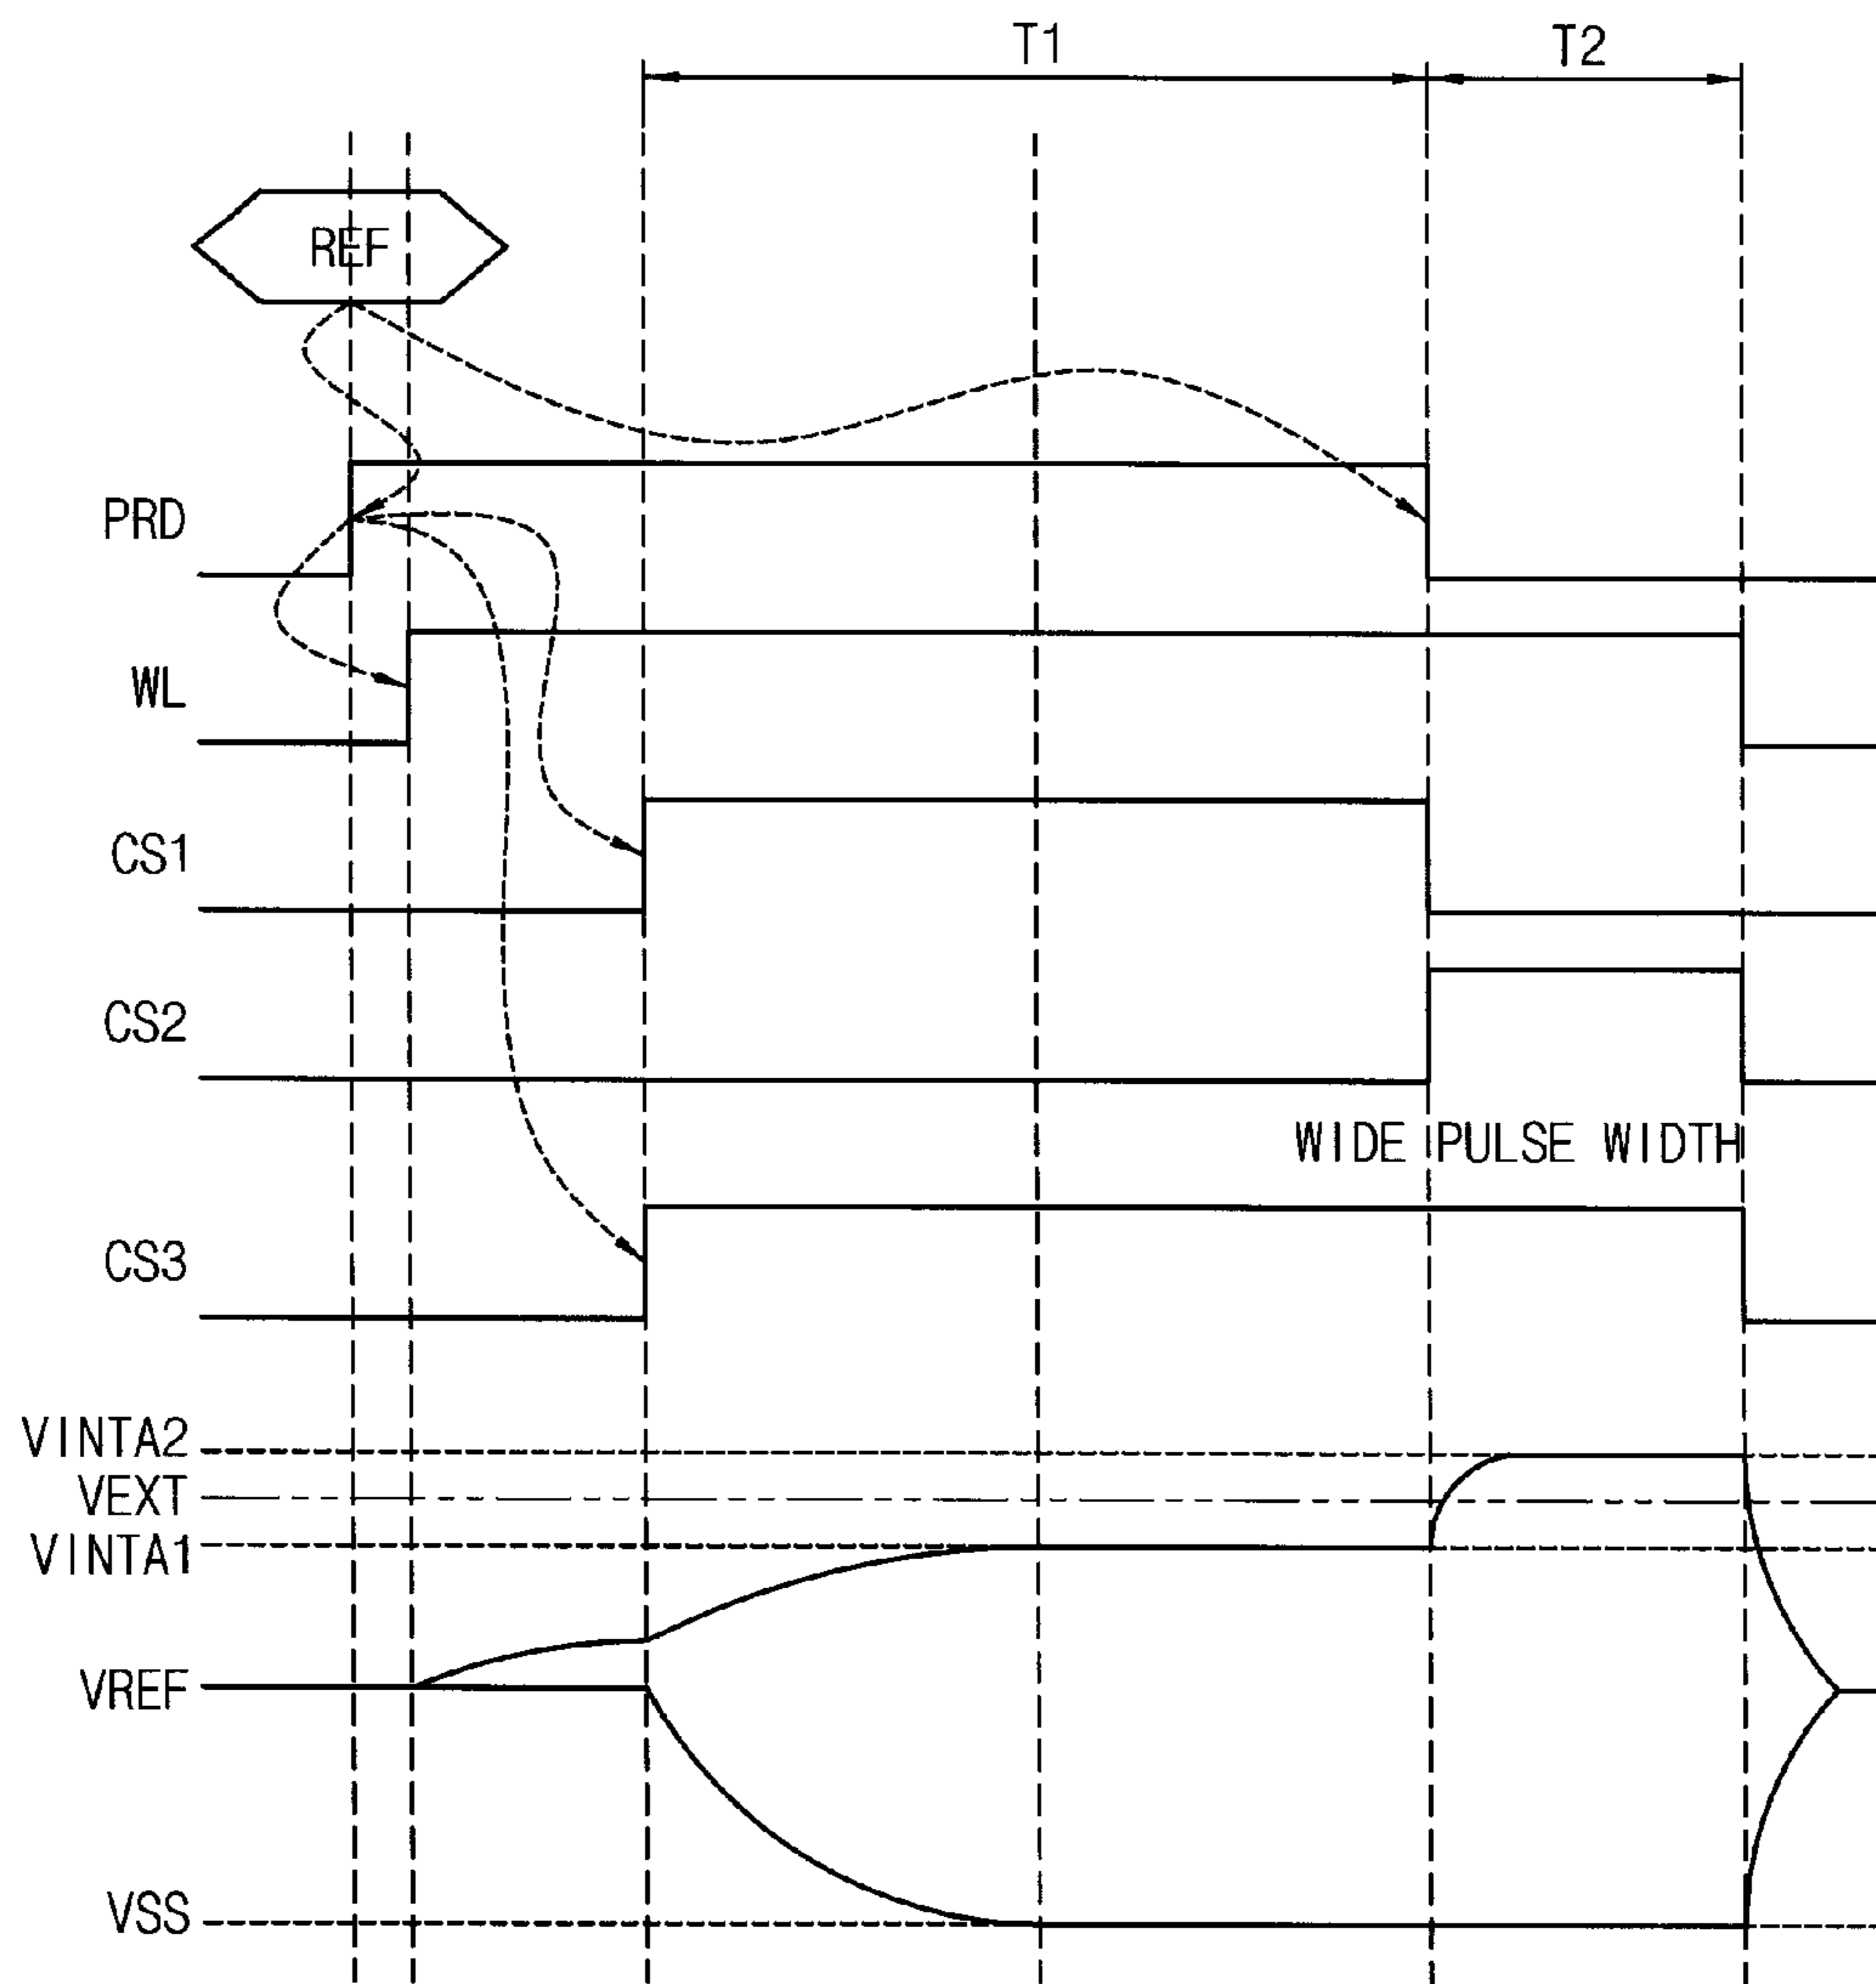 T1 T2
REF
PRD
WL
CS1
CS2
WIDE PULSE WIDTH
CS3
VINTA2
VEXT
VINTA1
VREF
VSS